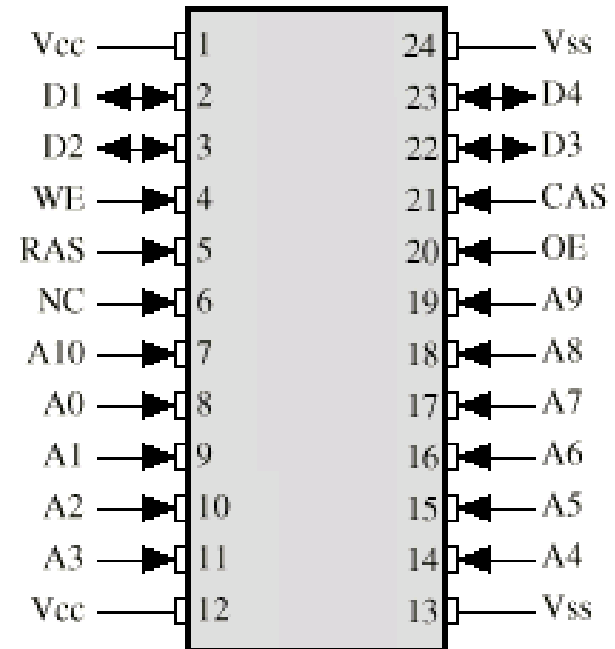 Vcc 1 24 Vss
D1 2 23 D4
D2 3 22 D3
WE 4 21 CAS
RAS 5 20 OE
NC 6 19 A9
A10 7 18 A8
A0 8 17 A7
A1 9 16 A6
A2 10 15 A5
A3 11 14 A4
Vcc 12 13 Vss